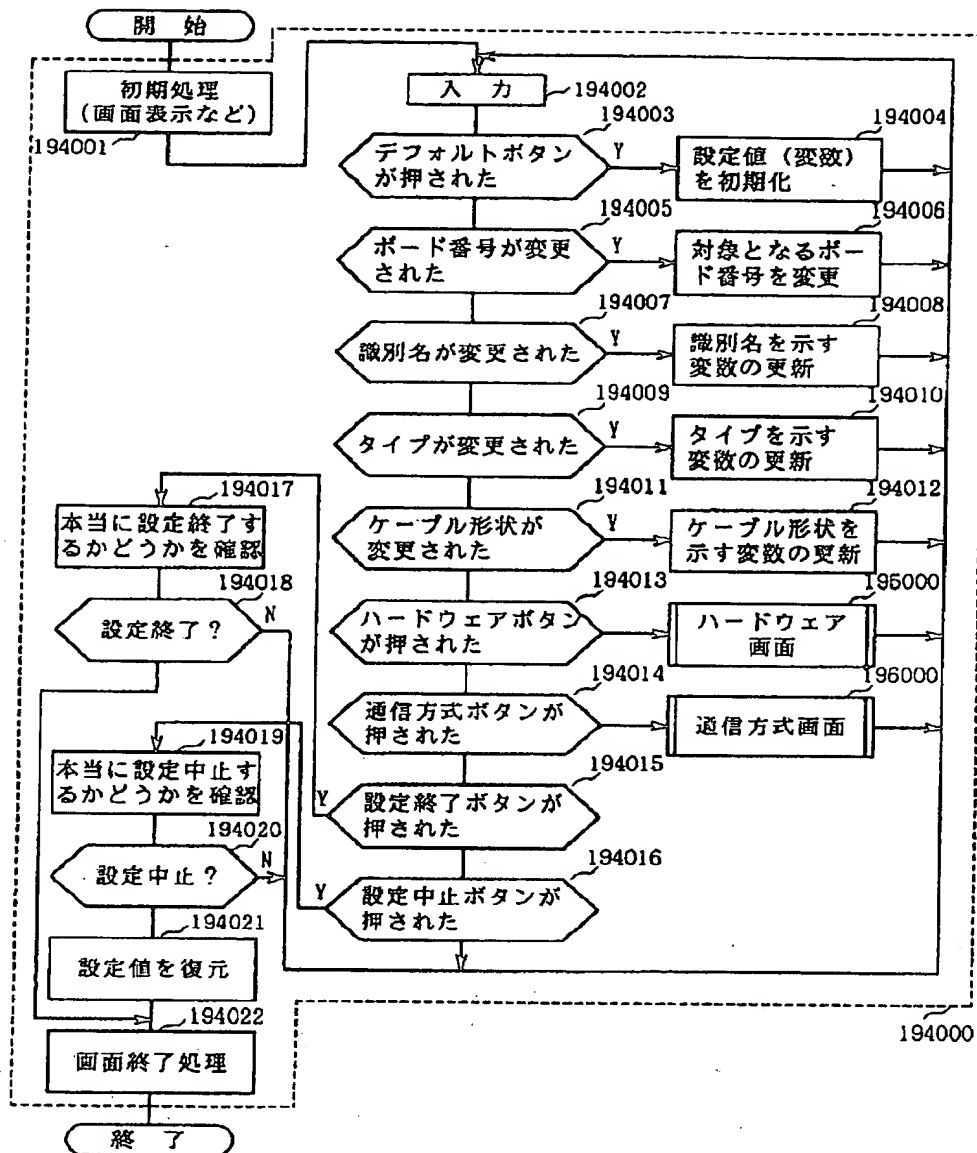 開 始
初期処理
(画面表示など)
194001
入 力
194002
194003
デフォルトボタン
が押された
Y
194004
設定値(変数)
を初期化
194005
ボード番号が変更
された
Y
194006
対象となるボー
ド番号を変更
194007
識別名が変更された
Y
194008
識別名を示す
変数の更新
194009
タイプが変更された
Y
194010
タイプを示す
変数の更新
194011
ケーブル形状が
変更された
Y
194012
ケーブル形状を
示す変数の更新
194013
ハードウェアボタン
が押された
195000
ハードウェア
画面
194014
通信方式ボタンが
押された
196000
通信方式画面
194015
設定終了ボタンが
押された
Y
194016
設定中止ボタンが
押された
Y
194017
本当に設定終了す
るかどうかを確認
194018
設定終了?
N
194019
本当に設定中止す
るかどうかを確認
194020
設定中止?
N
194021
設定値を復元
194022
画面終了処理
終 了
194000